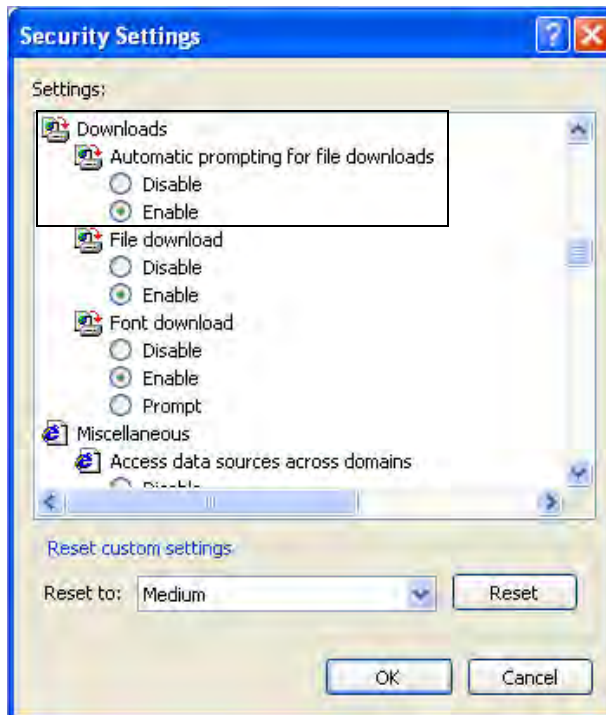 Security Settings
Settings:
Downloads
Automatic prompting for file downloads
Disable
Enable
File download
Disable
Enable
Font download
Disable
Enable
Prompt
Miscellaneous
Access data sources across domains
Disable
Reset custom settings
Reset to: Medium Reset
OK Cancel